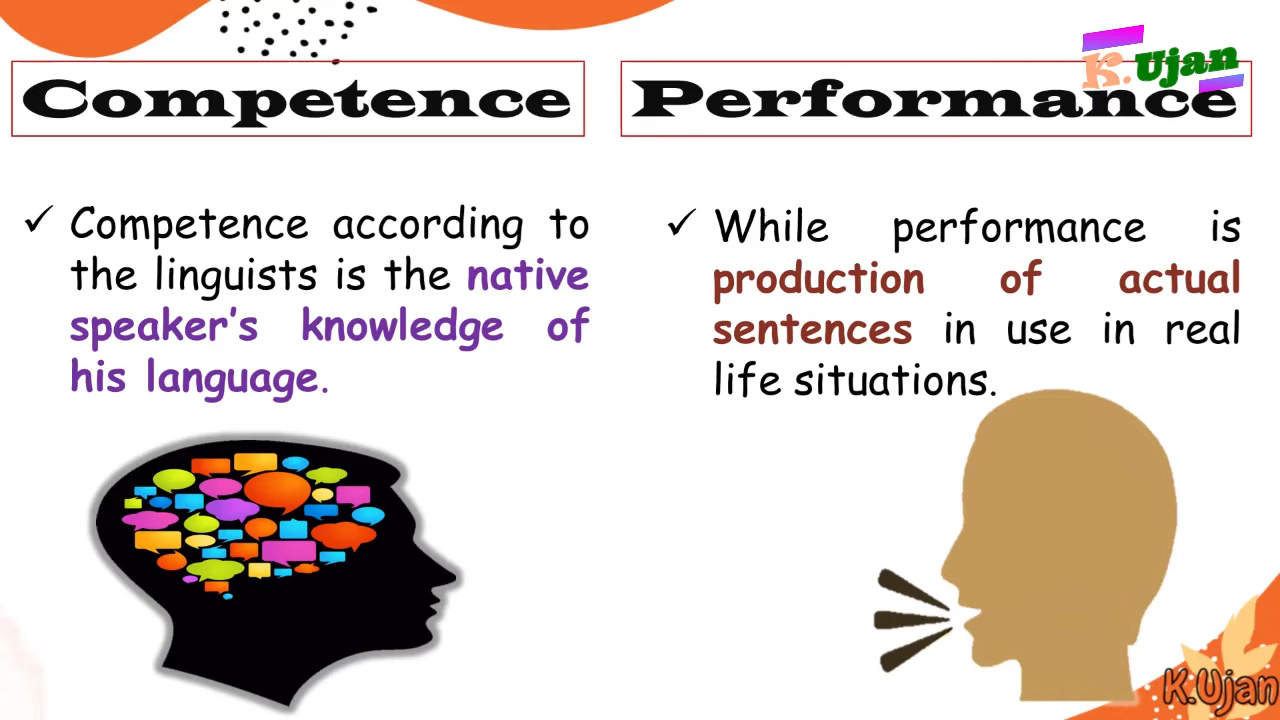 Competence
Performance
K.Ujan
✓ Competence according to
the linguists is the native
speaker's knowledge of
his language.
✓ While performance is
production of actual
sentences in use in real
life situations.
K.Ujan